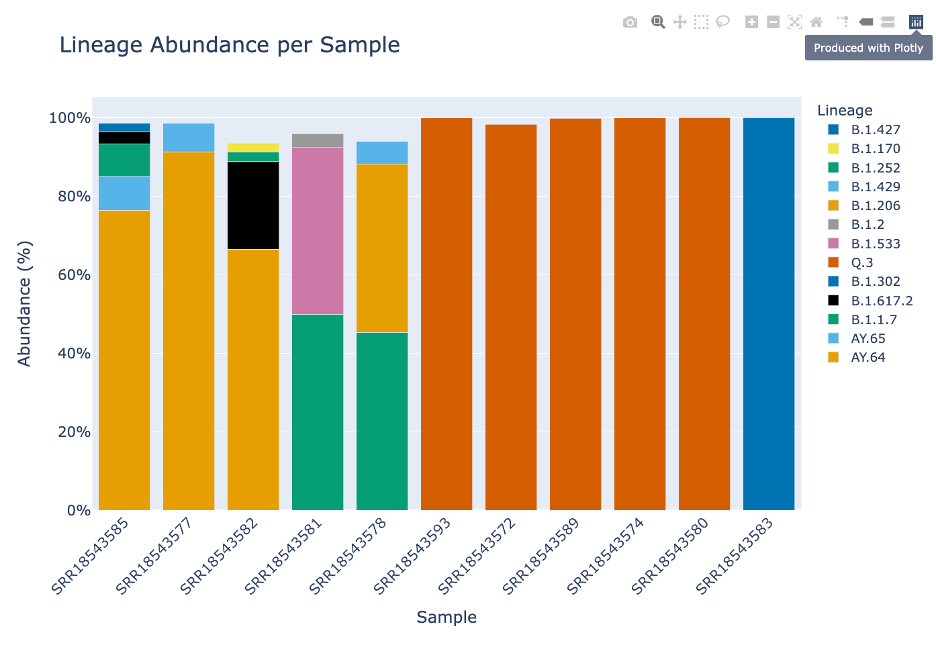 Lineage Abundance per Sample
Produced with Plotly
Lineage
B.1.427
B.1.170
B.1.252
B.1.429
B.1.206
B.1.2
B.1.533
Q.3
B.1.302
B.1.617.2
B.1.1.7
AY.65
AY.64
Abundance (%)
100%
80%
60%
40%
20%
0%
SRR18543585
SRR18543577
SRR18543582
SRR18543581
SRR18543578
SRR18543593
SRR18543572
SRR18543589
SRR18543574
SRR18543580
SRR18543583
Sample